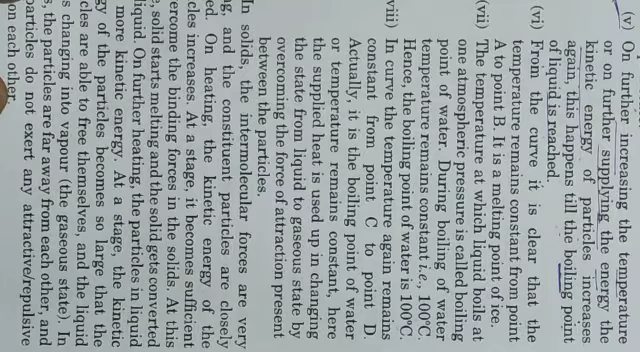 (v) On further increasing the temperature
or on further supplying the energy the
kinetic energy of particles increases
again, this happens till the boiling point
of liquid is reached.
(vi) From the curve it is clear that the
temperature remains constant from point
A to point B. It is a melting point of ice.
(vii) The temperature at which liquid boils at
one atmospheric pressure is called boiling
point of water. During boiling of water
temperature remains constant i.e., 100°C.
Hence, the boiling point of water is 100°C.
viii) In curve the temperature again remains
constant from point C to point D.
Actually, it is the boiling point of water
or temperature remains constant, here
the supplied heat is used up in changing
the state from liquid to gaseous state by
overcoming the force of attraction present
between the particles.
In solids, the intermolecular forces are very
and the constituent particles are closely
On heating, the kinetic energy of the
increases. At a stage, it becomes sufficient
the binding forces in the solids. At this
solid starts melting and the solid gets converted
liquid. On further heating, the particles in liquid
more kinetic energy. At a stage, the kinetic
of the particles becomes so large that the
are able to free themselves, and the liquid
changing into vapour (the gaseous state). In
the particles are far away from each other, and
particles do not exert any attractive/repulsive
on each other.